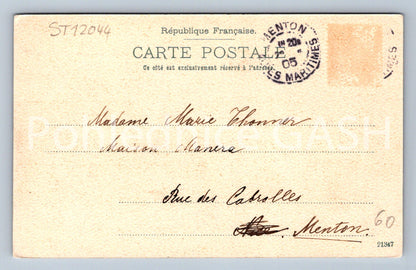 ST12044
République Française.
CARTE POSTALE
Ce côté est exclusivement réservé à l'adresse
MENTON
05
ALPES MARITIMES
Madame Marie Thonner
Maison Manera
Rue des Cabrolles
Menton.
60
21347